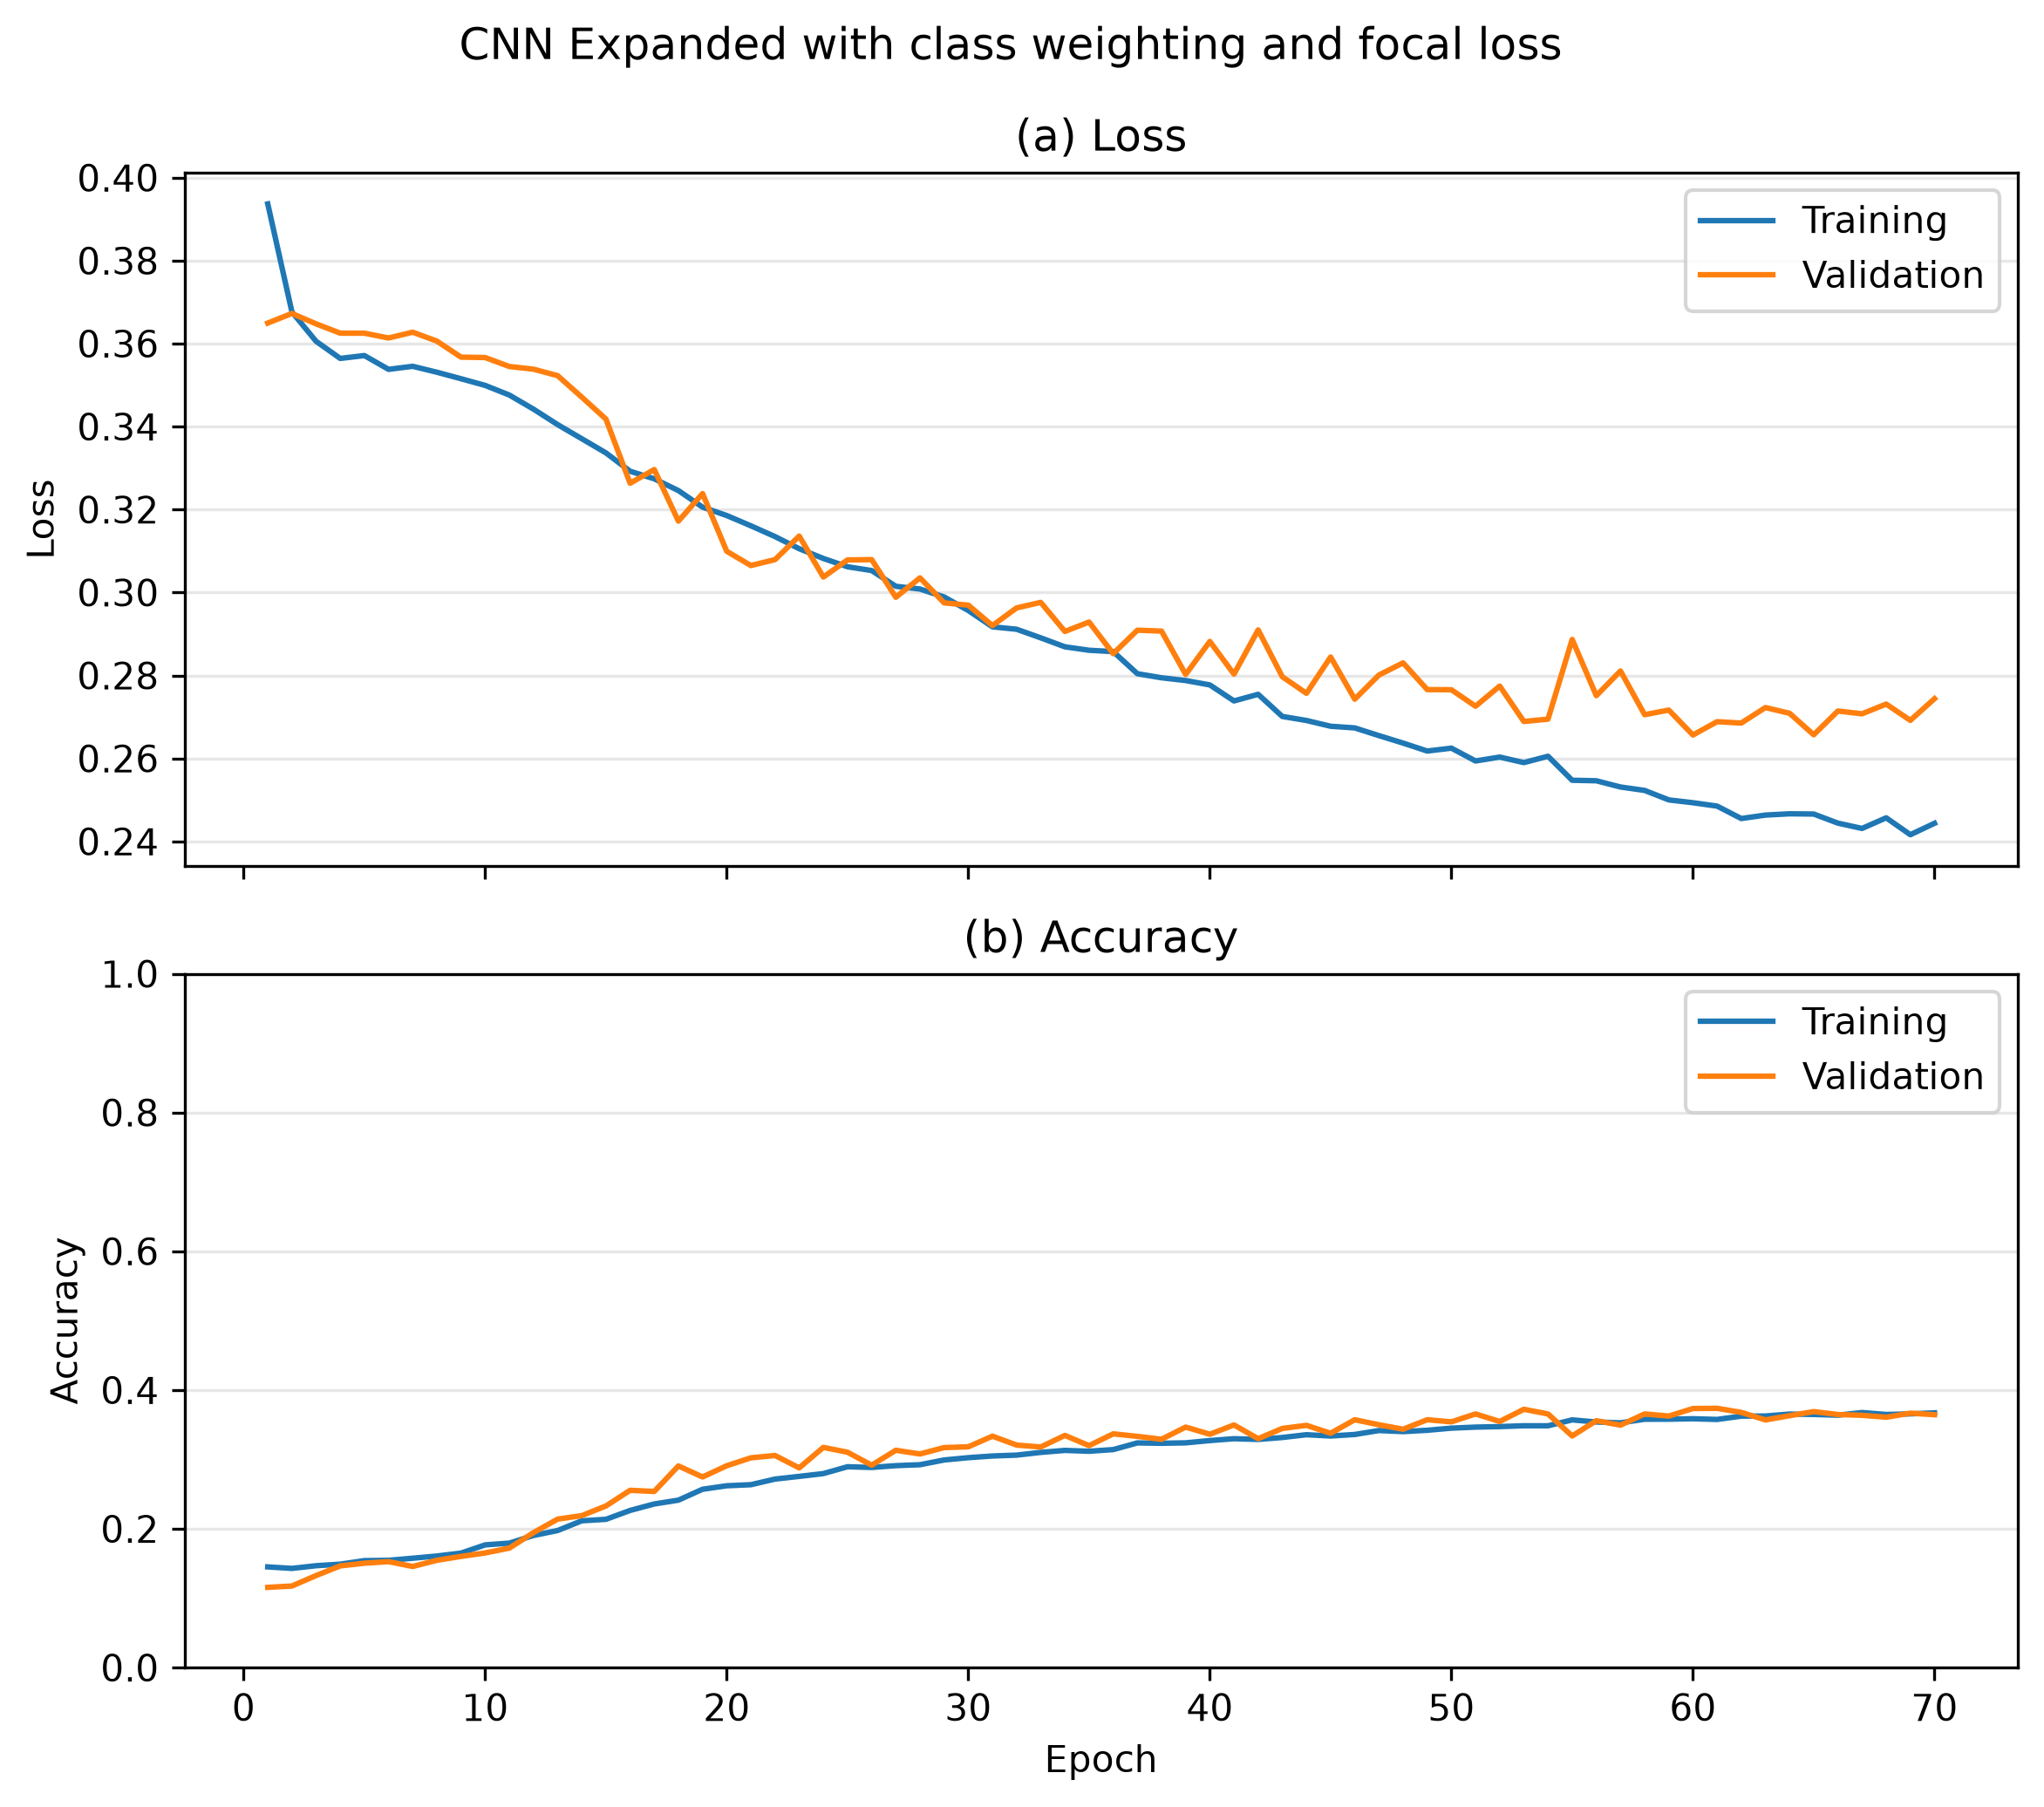 CNN Expanded with class weighting and focal loss
(a) Loss
0.40
0.38
0.36
0.34
0.32
0.30
0.28
0.26
0.24
Loss
Training
Validation
(b) Accuracy
1.0
0.8
0.6
0.4
0.2
0.0
Accuracy
Training
Validation
0 10 20 30 40 50 60 70
Epoch